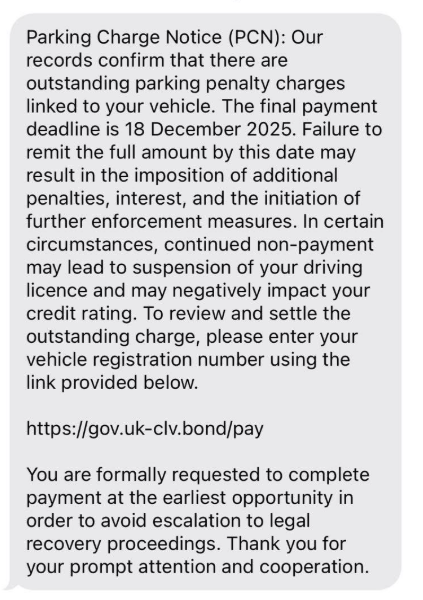 Parking Charge Notice (PCN): Our
records confirm that there are
outstanding parking penalty charges
linked to your vehicle. The final payment
deadline is 18 December 2025. Failure to
remit the full amount by this date may
result in the imposition of additional
penalties, interest, and the initiation of
further enforcement measures. In certain
circumstances, continued non-payment
may lead to suspension of your driving
licence and may negatively impact your
credit rating. To review and settle the
outstanding charge, please enter your
vehicle registration number using the
link provided below.

https://gov.uk-clv.bond/pay

You are formally requested to complete
payment at the earliest opportunity in
order to avoid escalation to legal
recovery proceedings. Thank you for
your prompt attention and cooperation.